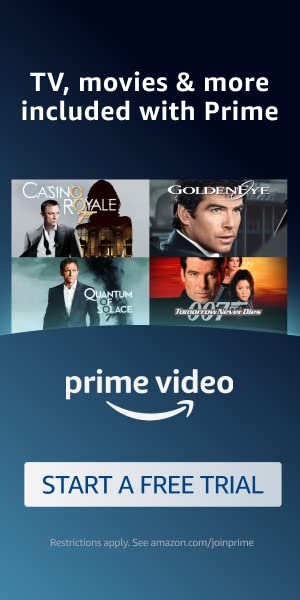 TV, movies & more
included with Prime
CASINO
ROYALE
007
GOLDENEYE
QUANTUM
OF
SOLACE
007
TOMORROW NEVER DIES
prime video
START A FREE TRIAL
Restrictions apply. See amazon.com/joinprime